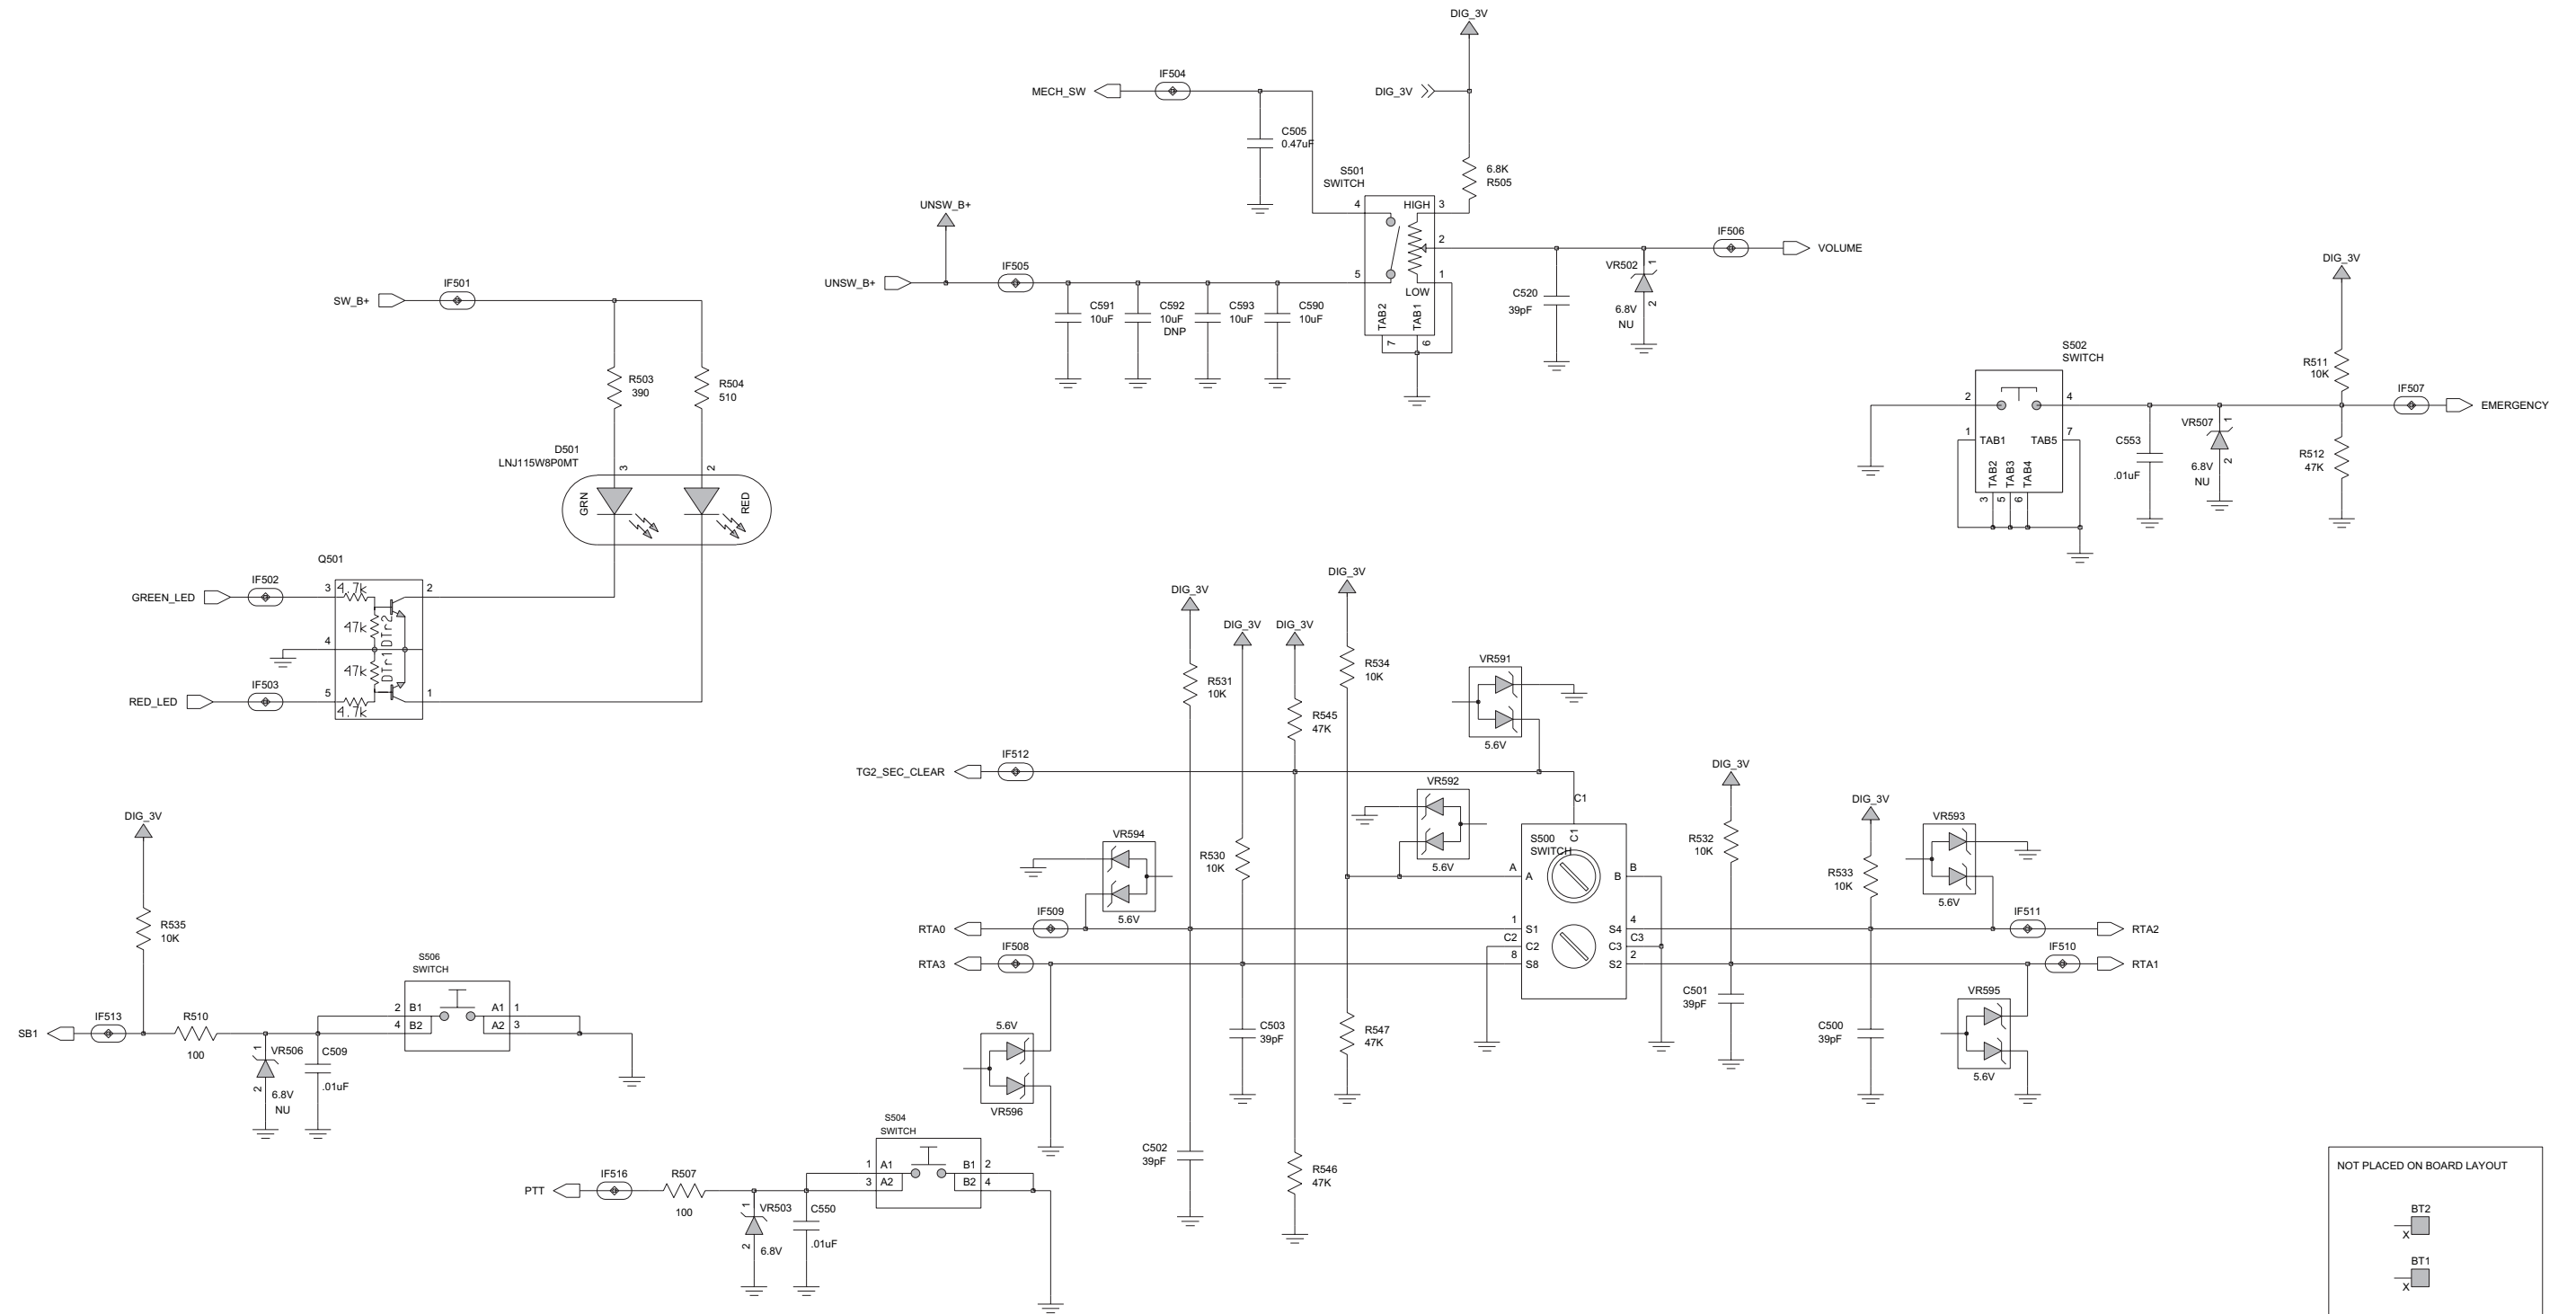 DIG_3V
MECH_SW
IF504
DIG_3V
C505
0.47uF
6.8K
R505
S501
SWITCH
4
HIGH
3
2
5
1
LOW
TAB2
TAB1
7
6
UNSW_B+
UNSW_B+
IF505
C591
10uF
C592
10uF
DNP
C593
10uF
C590
10uF
C520
39pF
VR502
1
2
6.8V
NU
IF506
VOLUME
SW_B+
IF501
R503
390
R504
510
D501
LNJ115W8P0MT
3
2
GRN
RED
Q501
GREEN_LED
IF502
3
4.7k
2
47k
DTr2
4
47k
DTr1
RED_LED
IF503
5
4.7k
1
DIG_3V
S502
SWITCH
R511
10K
2
4
1
TAB1
TAB5
7
TAB2
TAB3
TAB4
3
5
6
C553
.01uF
VR507
1
2
6.8V
NU
R512
47K
IF507
EMERGENCY
DIG_3V
DIG_3V
DIG_3V
DIG_3V
R531
10K
R545
47K
R534
10K
VR591
5.6V
TG2_SEC_CLEAR
IF512
VR592
5.6V
C1
DIG_3V
DIG_3V
VR594
5.6V
R530
10K
S500
SWITCH
C1
A
A
B
B
R532
10K
R533
10K
VR593
5.6V
RTA0
IF509
1
S1
S4
4
IF511
RTA2
C2
C2
C3
C3
RTA3
IF508
8
S8
S2
2
IF510
RTA1
5.6V
VR596
C503
39pF
R547
47K
C501
39pF
C500
39pF
VR595
5.6V
C502
39pF
R546
47K
DIG_3V
R535
10K
S506
SWITCH
SB1
IF513
R510
100
2
B1
A1
1
4
B2
A2
3
VR506
1
2
6.8V
NU
C509
.01uF
S504
SWITCH
PTT
IF516
R507
100
1
A1
B1
2
3
A2
B2
4
VR503
1
2
6.8V
C550
.01uF
NOT PLACED ON BOARD LAYOUT
BT2
X
BT1
X